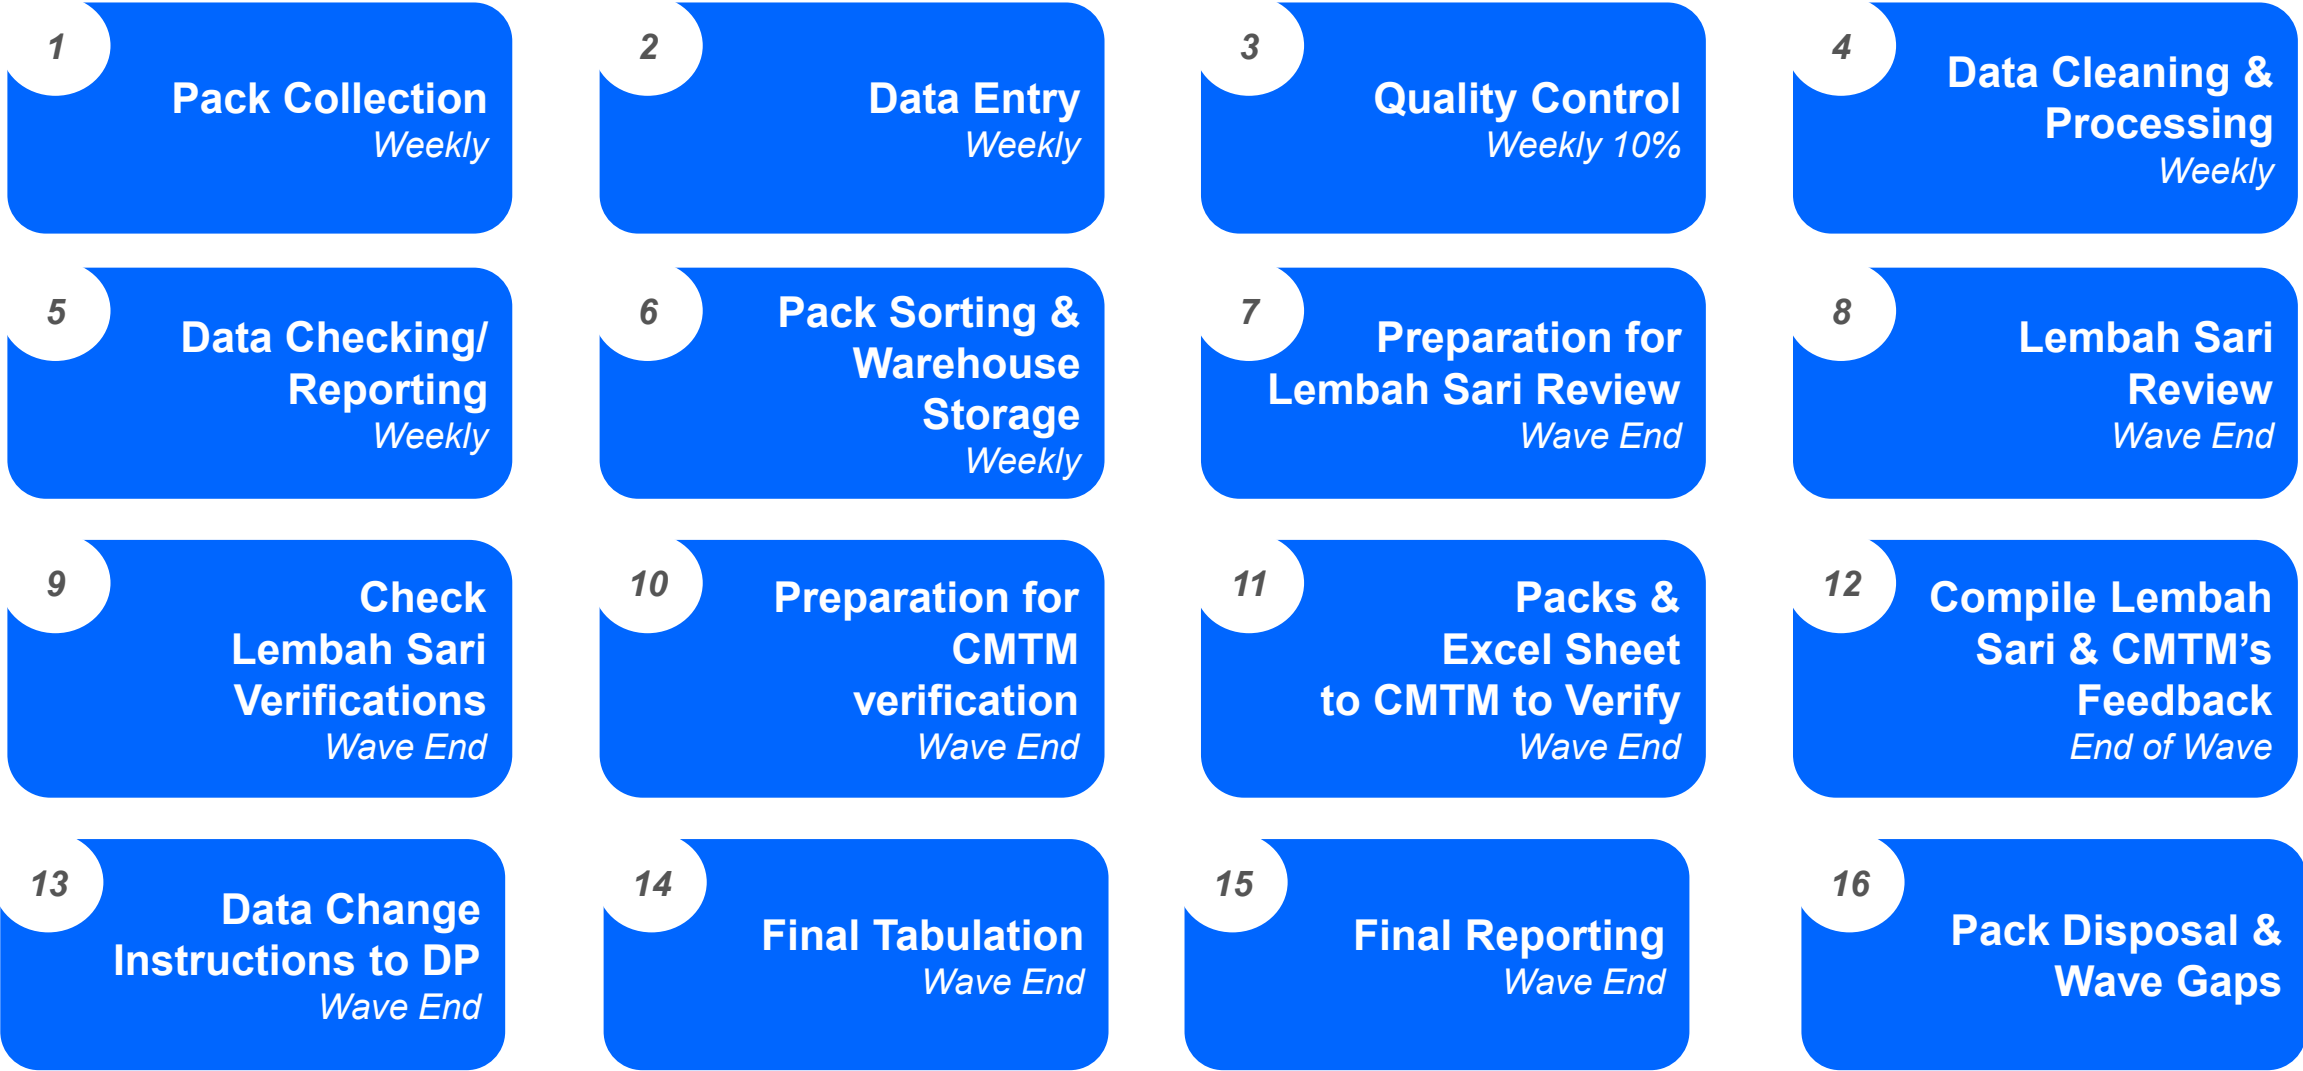 1
Pack Collection
Weekly
2
Data Entry
Weekly
3
Quality Control
Weekly 10%
4
Data Cleaning &
Processing
Weekly
5
Data Checking/
Reporting
Weekly
6
Pack Sorting &
Warehouse
Storage
Weekly
7
Preparation for
Lembah Sari Review
Wave End
8
Lembah Sari
Review
Wave End
9
Check
Lembah Sari
Verifications
Wave End
10
Preparation for
CMTM
verification
Wave End
11
Packs &
Excel Sheet
to CMTM to Verify
Wave End
12
Compile Lembah
Sari & CMTM’s
Feedback
End of Wave
13
Data Change
Instructions to DP
Wave End
14
Final Tabulation
Wave End
15
Final Reporting
Wave End
16
Pack Disposal &
Wave Gaps